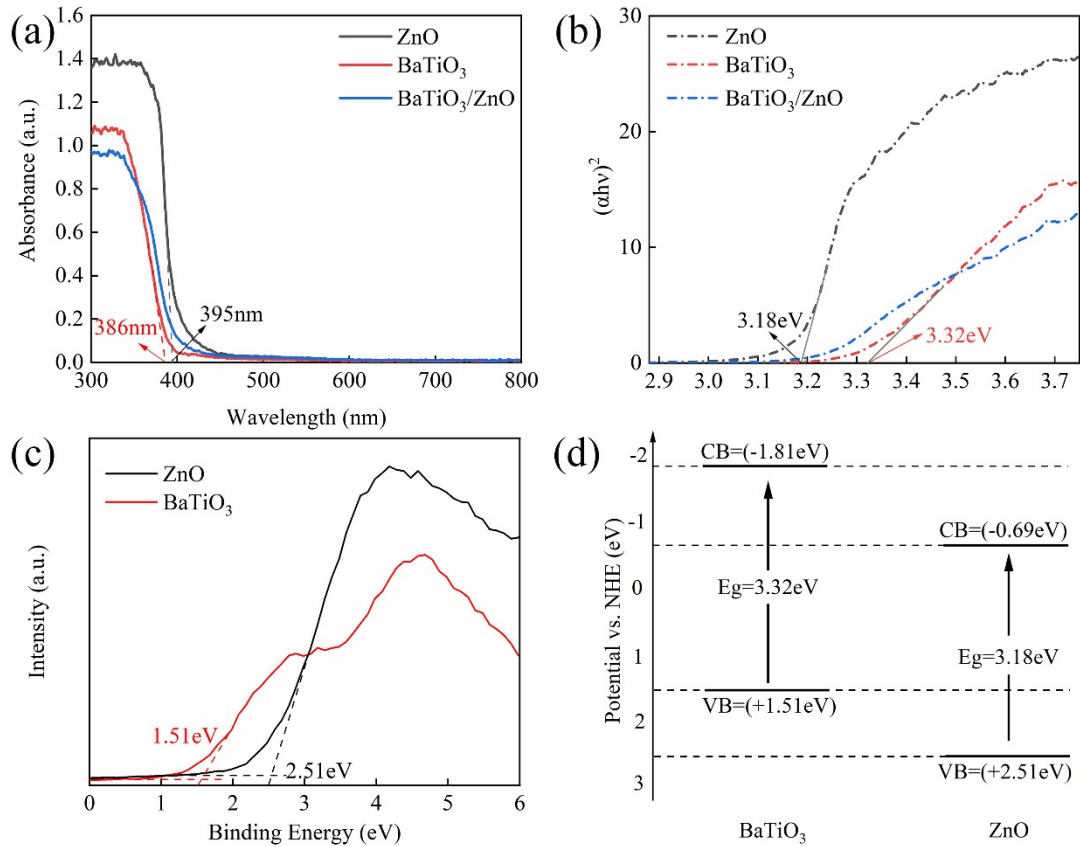 (a)
1.6
1.4
1.2
1.0
0.8
0.6
0.4
0.2
0.0
Absorbance (a.u.)
ZnO
BaTiO₃
BaTiO₃/ZnO
386nm
395nm
300 400 500 600 700 800
Wavelength (nm)
(b)
30
20
10
0
(αhν)²
ZnO
BaTiO₃
BaTiO₃/ZnO
3.18eV
3.32eV
2.9 3.0 3.1 3.2 3.3 3.4 3.5 3.6 3.7
(c)
Intensity (a.u.)
ZnO
BaTiO₃
1.51eV
2.51eV
0 1 2 3 4 5 6
Binding Energy (eV)
(d)
Potential vs. NHE (eV)
-2
-1
0
1
2
3
CB=(-1.81eV)
Eg=3.32eV
VB=(+1.51eV)
CB=(-0.69eV)
Eg=3.18eV
VB=(+2.51eV)
BaTiO₃ ZnO